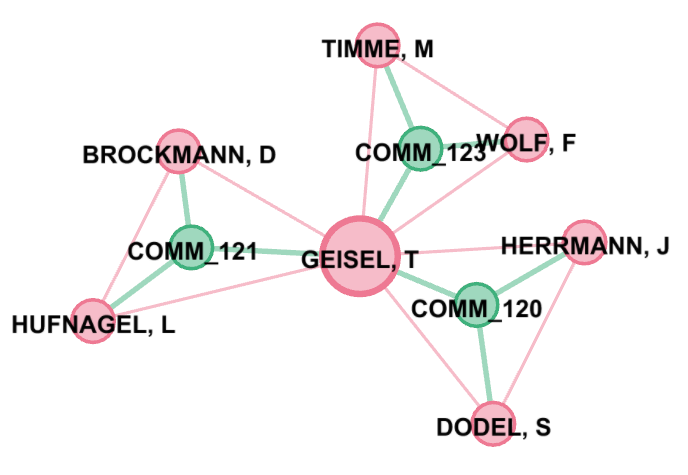 TIMME, M
COMM_123
WOLF, F
BROCKMANN, D
COMM_121
GEISEL, T
HERRMANN, J
COMM_120
HUFNAGEL, L
DODEL, S